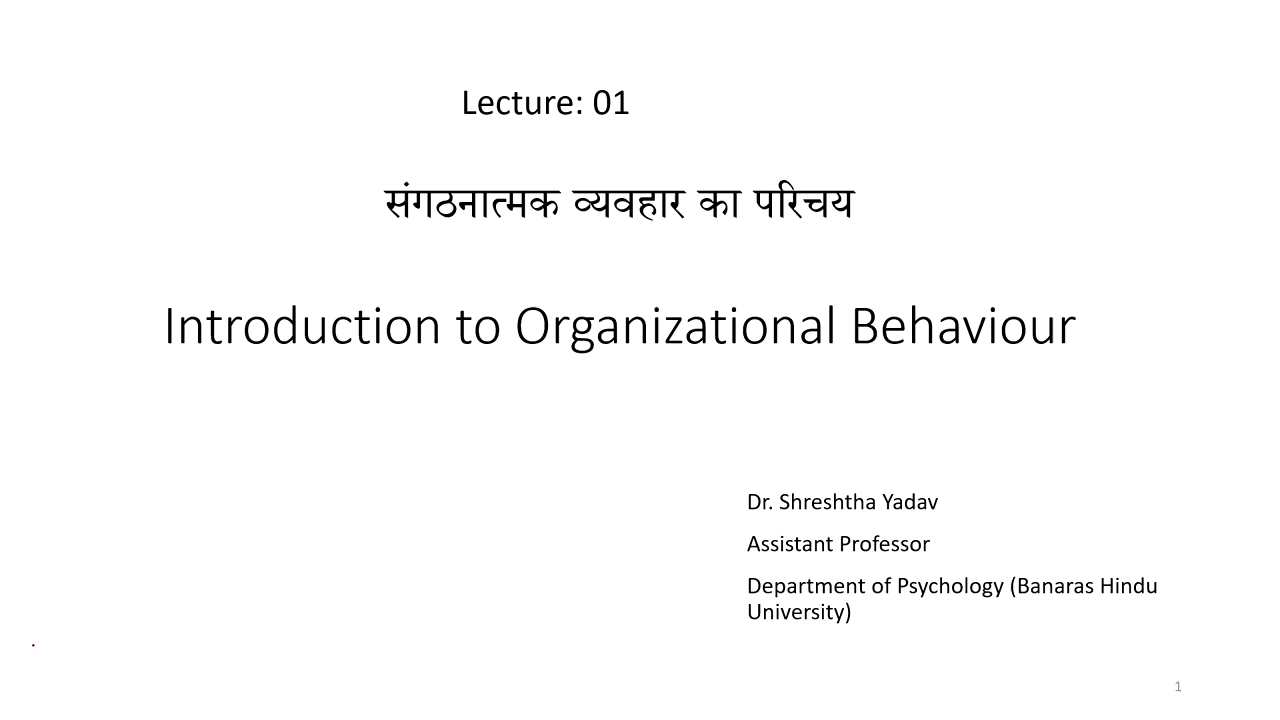 Lecture: 01
संगठनात्मक व्यवहार का परिचय
Introduction to Organizational Behaviour
Dr. Shreshtha Yadav
Assistant Professor
Department of Psychology (Banaras Hindu
University)
1